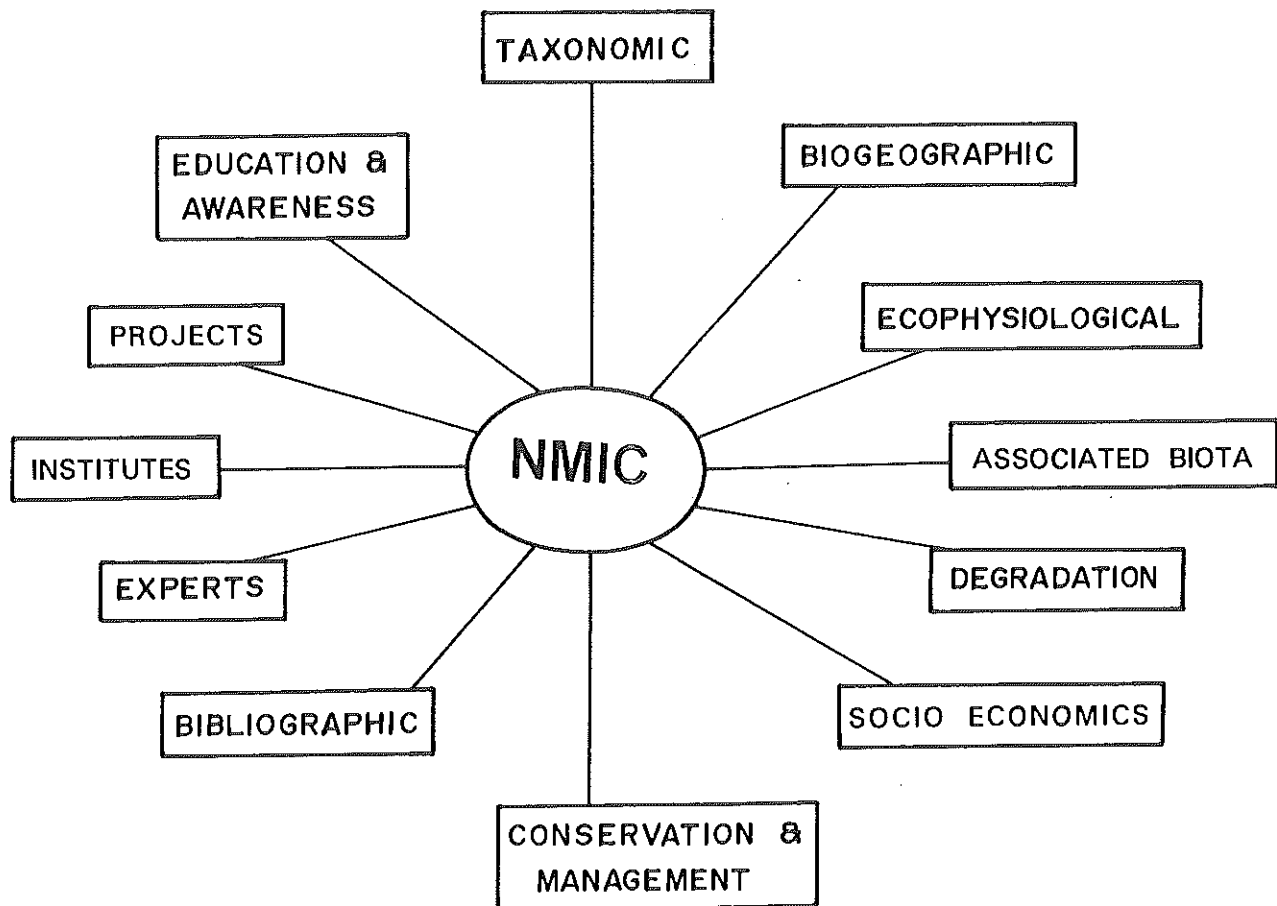 TAXONOMIC
BIOGEOGRAPHIC
EDUCATION &
AWARENESS
ECOPHYSIOLOGICAL
PROJECTS
NMIC
ASSOCIATED BIOTA
INSTITUTES
DEGRADATION
EXPERTS
SOCIO ECONOMICS
BIBLIOGRAPHIC
CONSERVATION &
MANAGEMENT